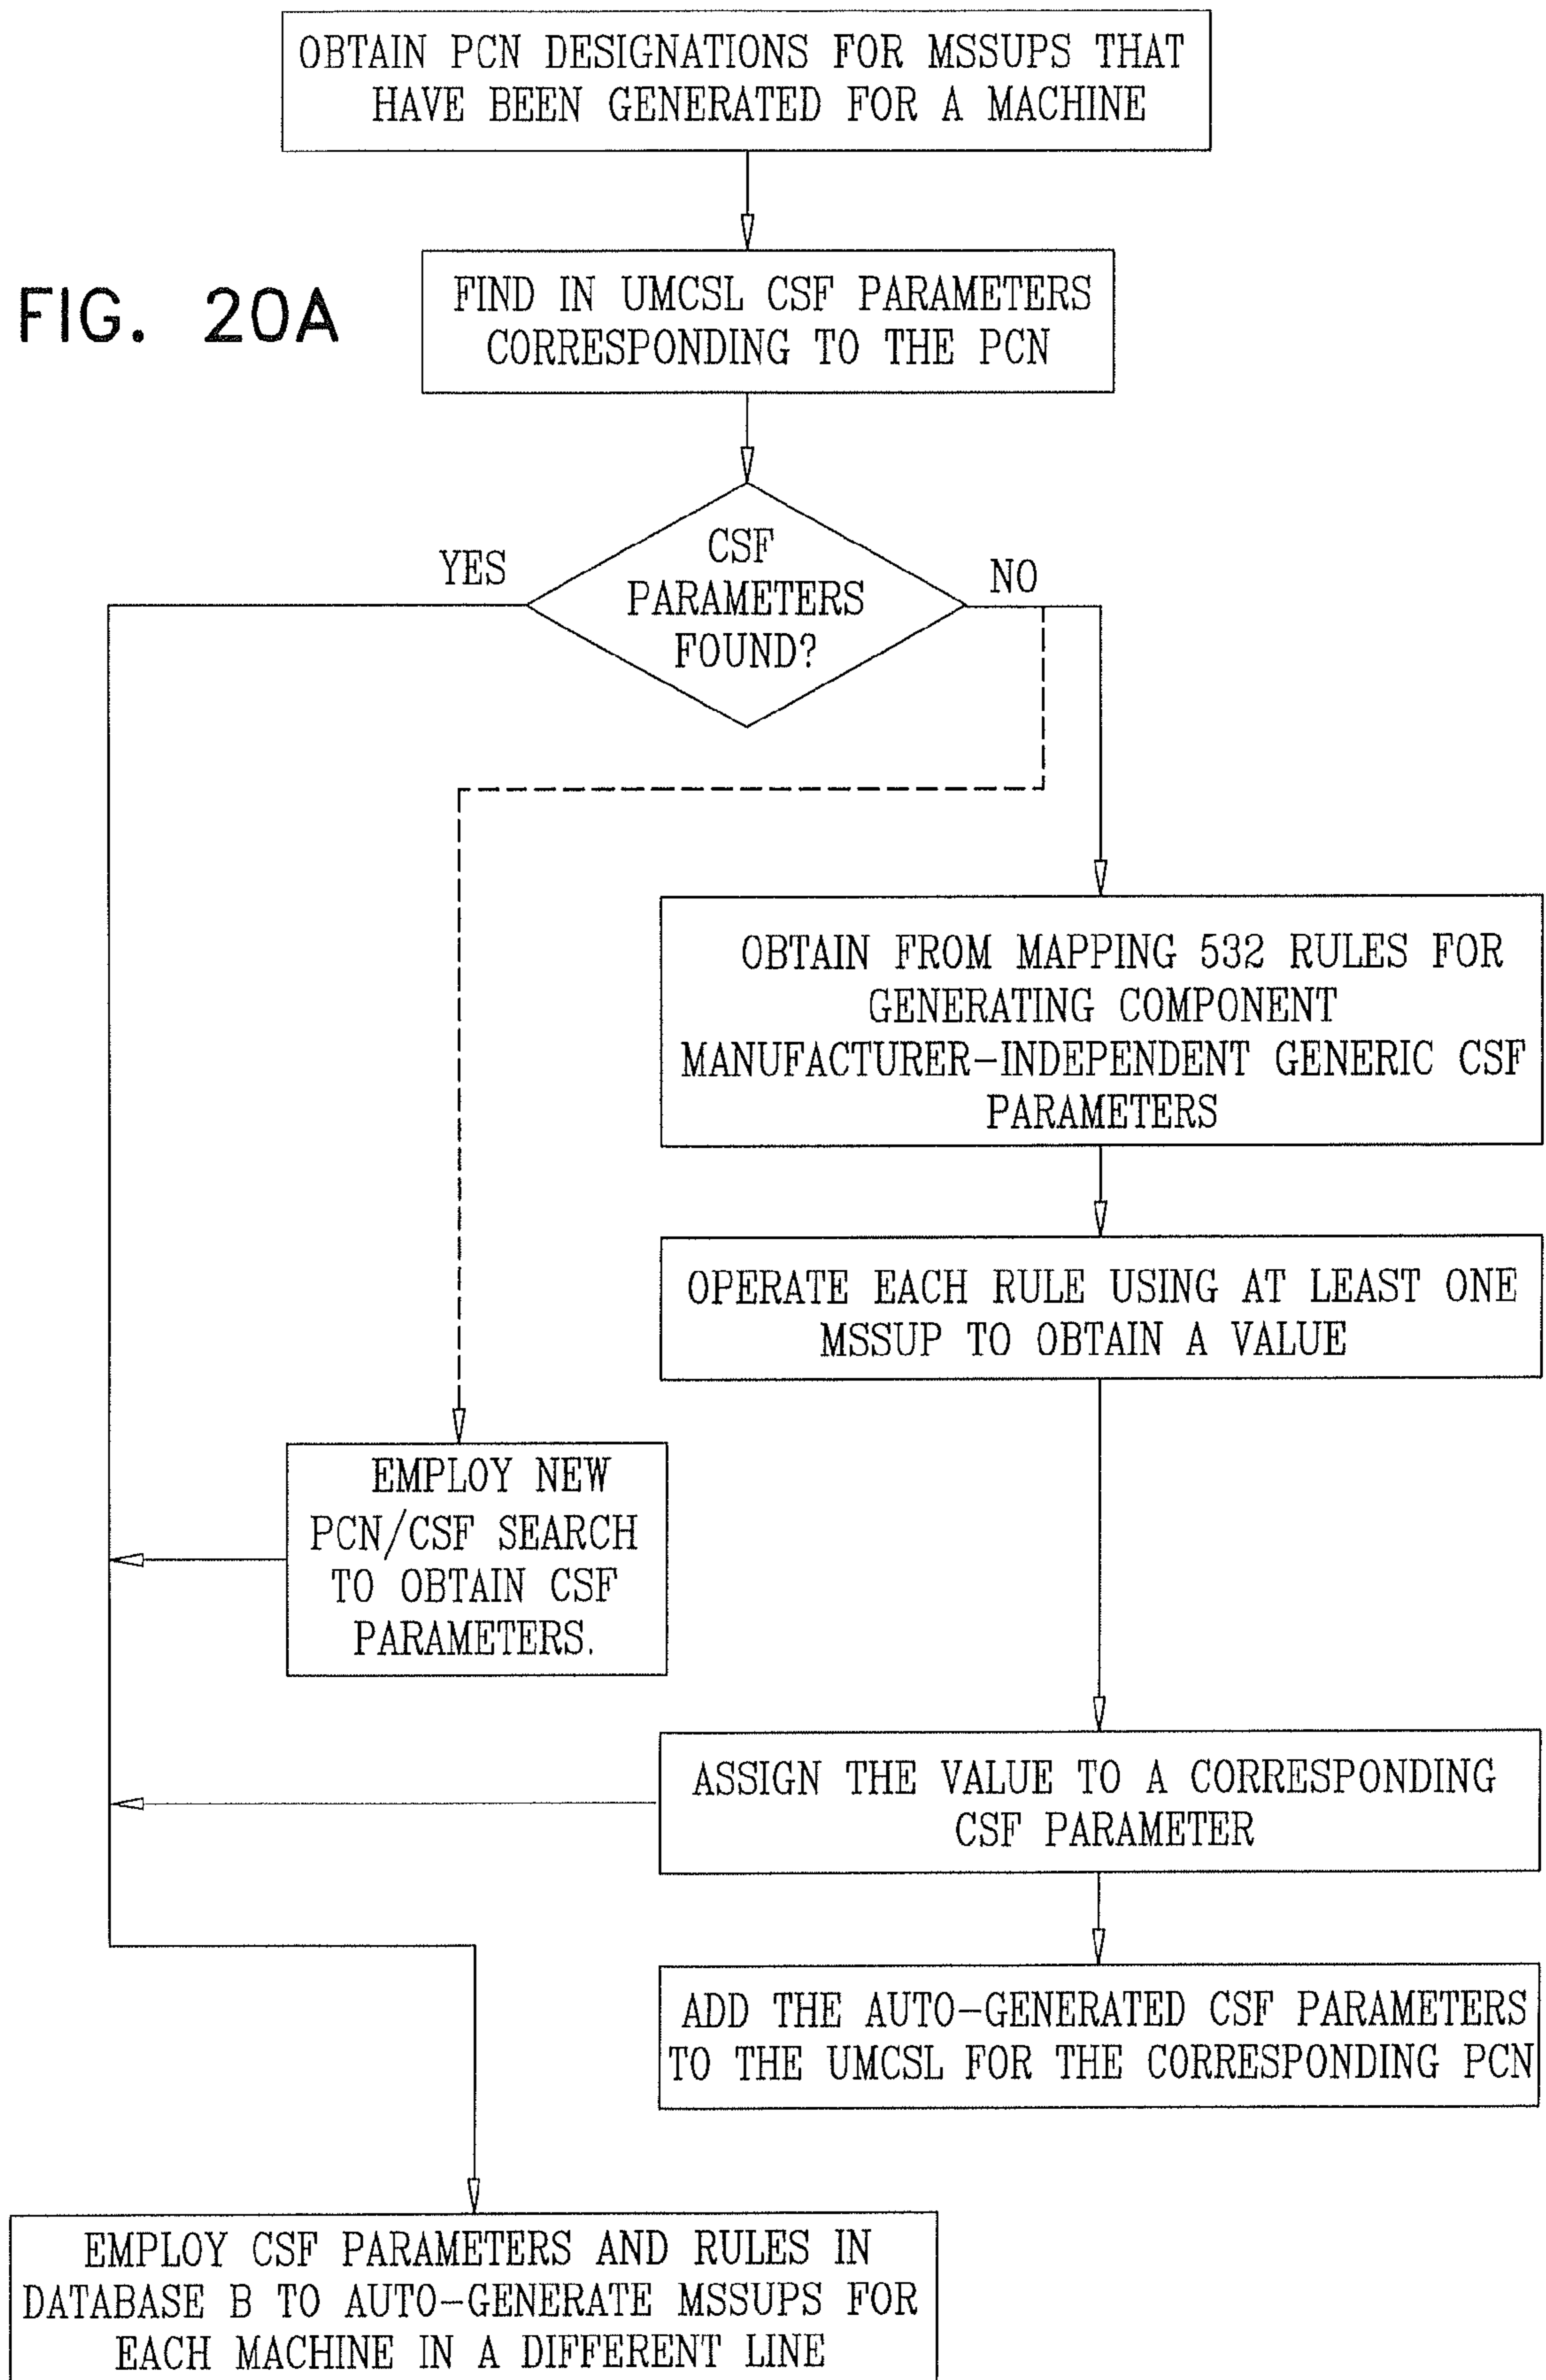 OBTAIN PCN DESIGNATIONS FOR MSSUPS THAT
HAVE BEEN GENERATED FOR A MACHINE
FIG. 20A
FIND IN UMCSL CSF PARAMETERS
CORRESPONDING TO THE PCN
CSF
PARAMETERS
FOUND?
YES
NO
OBTAIN FROM MAPPING 532 RULES FOR
GENERATING COMPONENT
MANUFACTURER-INDEPENDENT GENERIC CSF
PARAMETERS
OPERATE EACH RULE USING AT LEAST ONE
MSSUP TO OBTAIN A VALUE
EMPLOY NEW
PCN/CSF SEARCH
TO OBTAIN CSF
PARAMETERS.
ASSIGN THE VALUE TO A CORRESPONDING
CSF PARAMETER
ADD THE AUTO-GENERATED CSF PARAMETERS
TO THE UMCSL FOR THE CORRESPONDING PCN
EMPLOY CSF PARAMETERS AND RULES IN
DATABASE B TO AUTO-GENERATE MSSUPS FOR
EACH MACHINE IN A DIFFERENT LINE